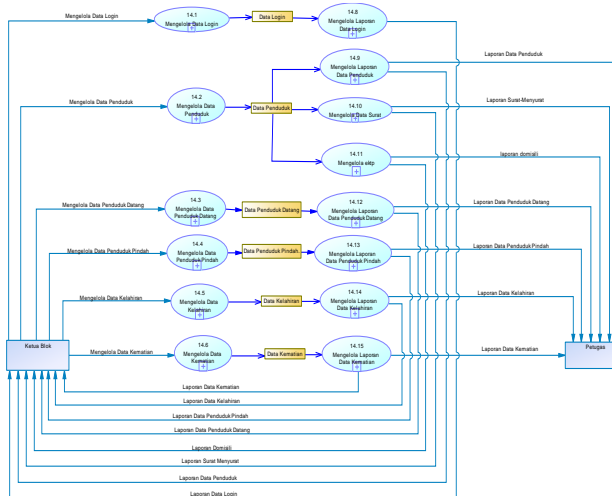 Mengelola Data Login
14.1
Mengelola
Data Login
Data Login
14.8
Mengelola Laporan
Data Login
Mengelola Data Penduduk
14.2
Mengelola Data
Penduduk
Data Penduduk
14.9
Mengelola Laporan
Data Penduduk
Laporan Data Penduduk
14.10
Mengelola Data Surat
Laporan Surat-Menyurat
14.11
Mengelola ektp
laporan domisili
Mengelola Data Penduduk Datang
14.3
Mengelola Data
Penduduk Datang
Data Penduduk Datang
14.12
Mengelola Laporan
Data Penduduk Datang
Laporan Data Penduduk Datang
Mengelola Data Penduduk Pindah
14.4
Mengelola Data
Penduduk Pindah
Data Penduduk Pindah
14.13
Mengelola Laporan
Data Penduduk Pindah
Laporan Data Penduduk Pindah
Mengelola Data Kelahiran
14.5
Mengelola Data
Kelahiran
Data Kelahiran
14.14
Mengelola Laporan
Data Kelahiran
Laporan Data Kelahiran
Ketua Blok
Mengelola Data Kematian
14.6
Mengelola Data
Kematian
Data Kematian
14.15
Mengelola Laporan
Data Kematian
Laporan Data Kematian
Petugas
Laporan Data Kematian
Laporan Data Kelahiran
Laporan Data Penduduk Pindah
Laporan Data Penduduk Datang
Laporan Domisili
Laporan Surat Menyurat
Laporan Data Penduduk
Laporan Data Login